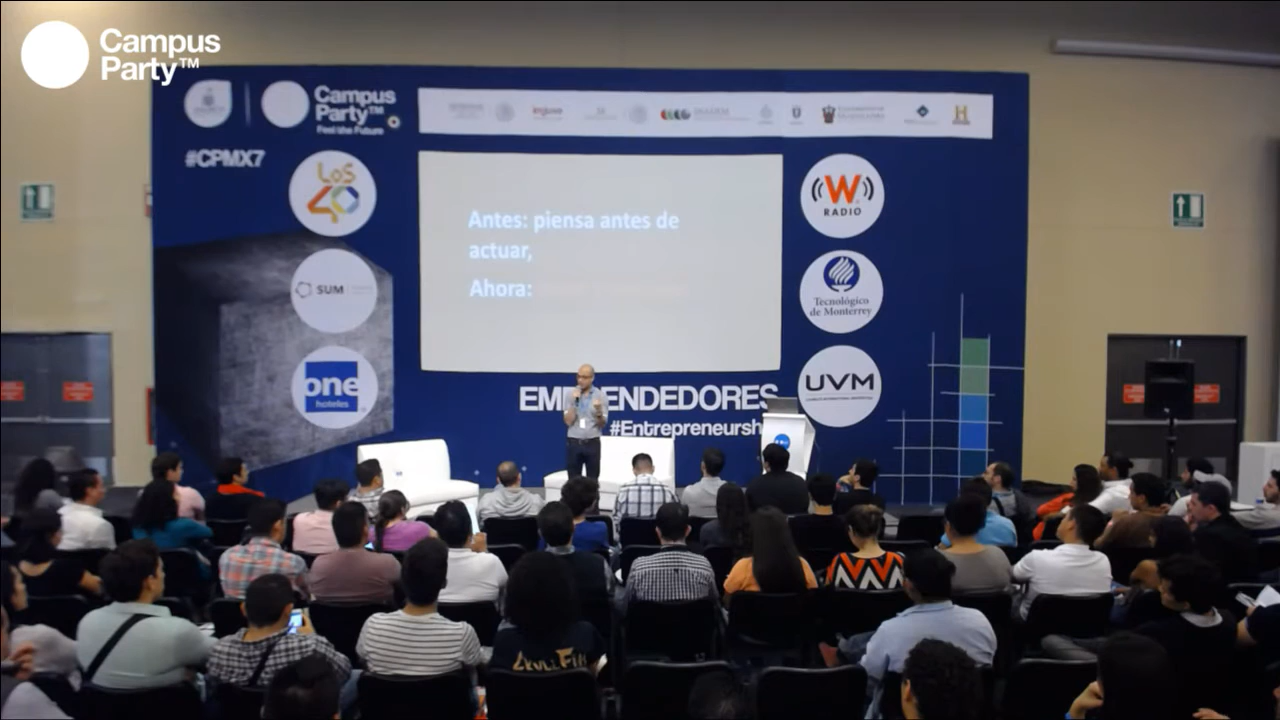 Campus
Party™
Campus
Party™
Feel the Future
#CPMX7
LOS
40
SUM
one
hoteles
Antes: piensa antes de
actuar,
Ahora:
W
RADIO
Tecnológico
de Monterrey
UVM
EMPRENDEDORES
#Entrepreneursh